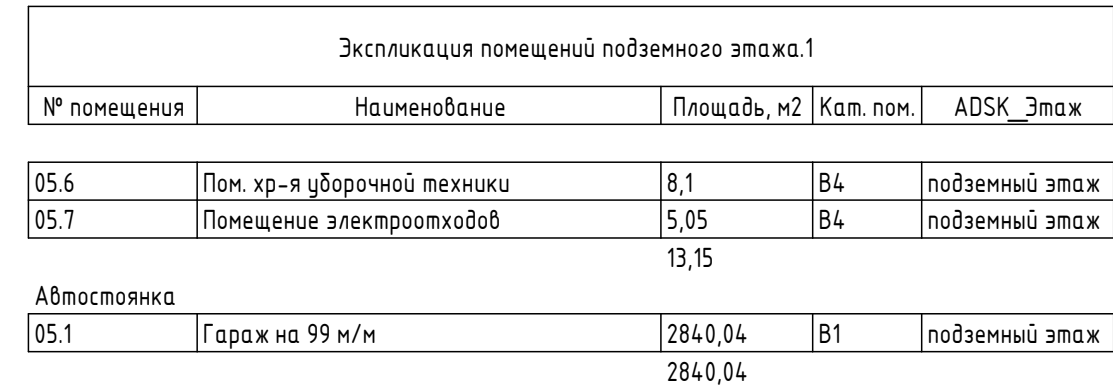 Экспликация помещений подземного этажа.1
№ помещения Наименование Площадь, м2 Кат. пом. ADSK_Этаж
05.6 Пом. хр-я уборочной техники 8,1 В4 подземный этаж
05.7 Помещение электроотходов 5,05 В4 подземный этаж
13,15
Автостоянка
05.1 Гараж на 99 м/м 2840,04 В1 подземный этаж
2840,04